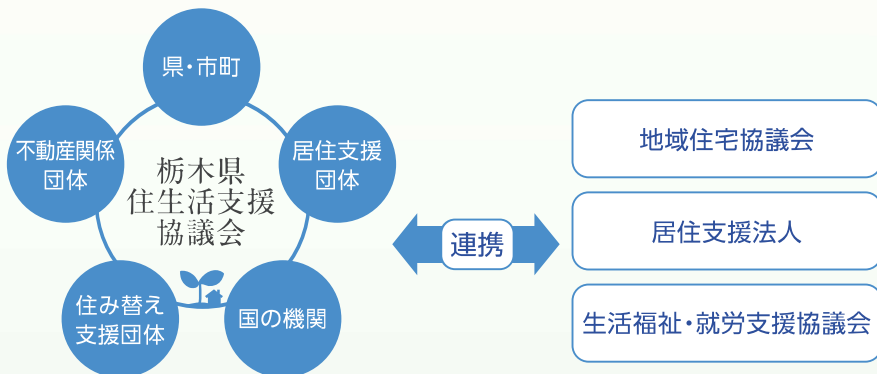 県・市町
不動産関係
団体
居住支援
団体
栃木県
住生活支援
協議会
住み替え
支援団体
国の機関
連携
地域住宅協議会
居住支援法人
生活福祉・就労支援協議会